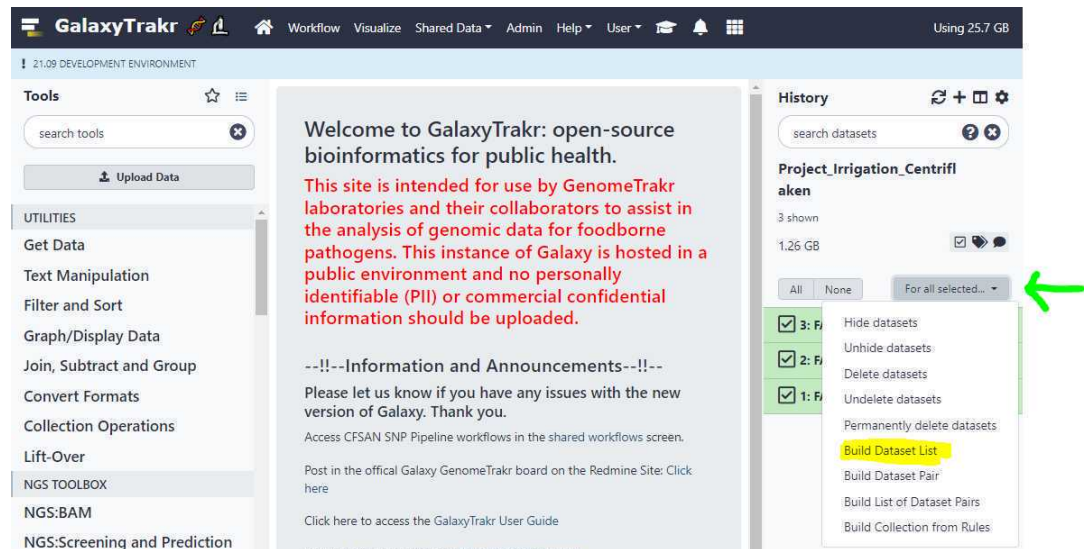 GalaxyTrakr
Workflow Visualize Shared Data Admin Help User
Using 25.7 GB
! 21.09 DEVELOPMENT ENVIRONMENT
Tools
search tools
Upload Data
UTILITIES
Get Data
Text Manipulation
Filter and Sort
Graph/Display Data
Join, Subtract and Group
Convert Formats
Collection Operations
Lift-Over
NGS TOOLBOX
NGS:BAM
NGS:Screening and Prediction
Welcome to GalaxyTrakr: open-source
bioinformatics for public health.
This site is intended for use by GenomeTrakr
laboratories and their collaborators to assist in
the analysis of genomic data for foodborne
pathogens. This instance of Galaxy is hosted in a
public environment and no personally
identifiable (PII) or commercial confidential
information should be uploaded.
--!!--Information and Announcements--!!--
Please let us know if you have any issues with the new
version of Galaxy. Thank you.
Access CFSAN SNP Pipeline workflows in the shared workflows screen.
Post in the offical Galaxy GenomeTrakr board on the Redmine Site: Click
here
Click here to access the GalaxyTrakr User Guide
History
search datasets
Project_Irrigation_Centrifl
aken
3 shown
1.26 GB
All None For all selected...
3: FA
2: FA
1: FA
Hide datasets
Unhide datasets
Delete datasets
Undelete datasets
Permanently delete datasets
Build Dataset List
Build Dataset Pair
Build List of Dataset Pairs
Build Collection from Rules